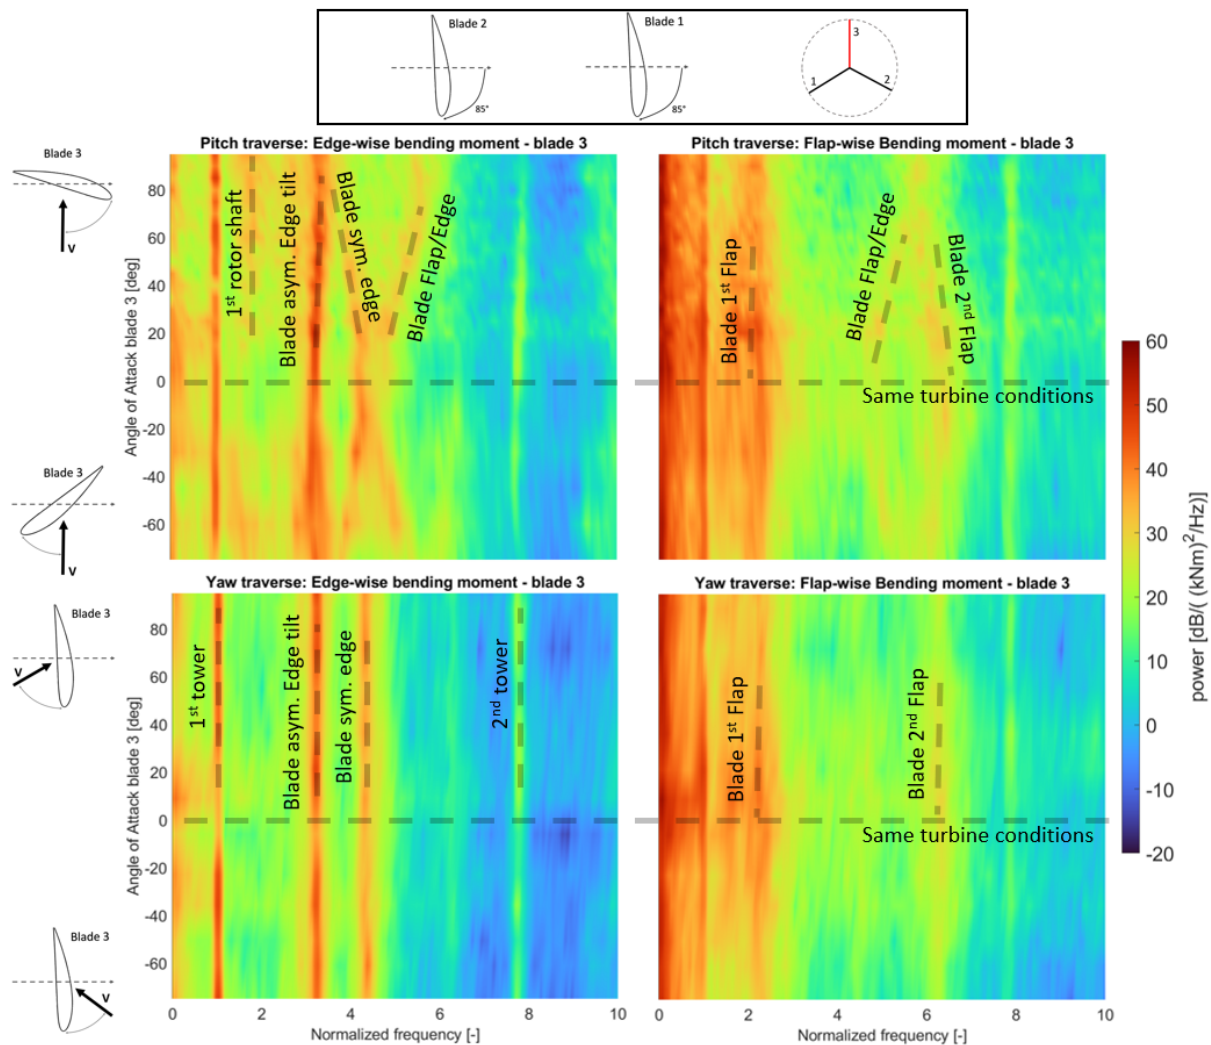 Blade 2
Blade 1
85°
85°
3
1
2
Pitch traverse: Edge-wise bending moment - blade 3
Pitch traverse: Flap-wise Bending moment - blade 3
Blade 3
V
Blade 3
V
Angle of Attack blade 3 [deg]
80
60
40
20
0
-20
-40
-60
1st rotor shaft
Blade asym. Edge tilt
Blade sym. edge
Blade Flap/Edge
Blade 1st Flap
Blade Flap/Edge
Blade 2nd Flap
Same turbine conditions
Yaw traverse: Edge-wise bending moment - blade 3
Yaw traverse: Flap-wise Bending moment - blade 3
Blade 3
V
Blade 3
V
Angle of Attack blade 3 [deg]
80
60
40
20
0
-20
-40
-60
1st tower
Blade asym. Edge tilt
Blade sym. edge
2nd tower
Blade 1st Flap
Blade 2nd Flap
Same turbine conditions
0 2 4 6 8 10
Normalized frequency [-]
0 2 4 6 8 10
Normalized frequency [-]
60
50
40
30
20
10
0
-10
-20
power [dB/( (kNm)2/Hz)]